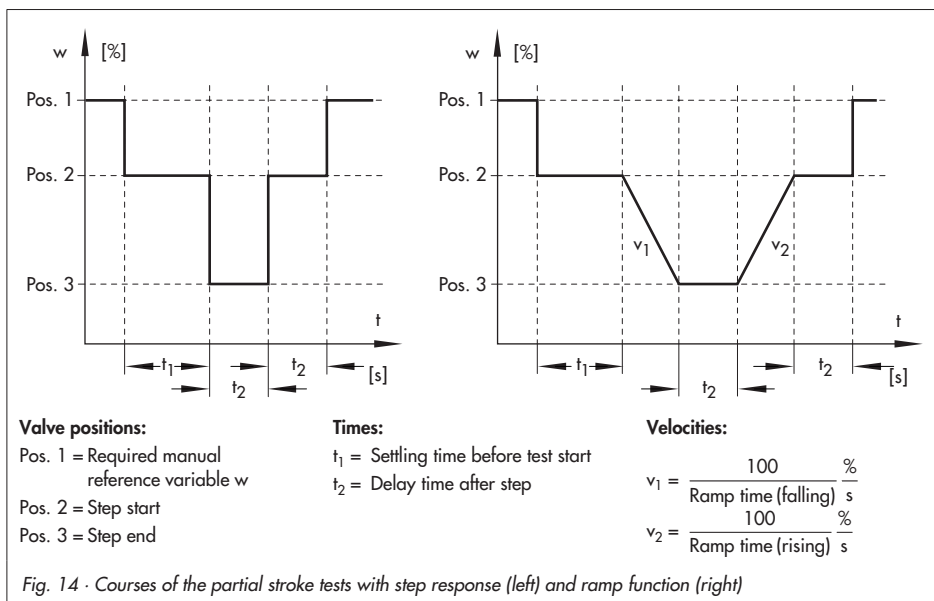 w [%]
Pos. 1
Pos. 2
Pos. 3
t
t1
t2
t2
[s]
w [%]
Pos. 1
Pos. 2
Pos. 3
v1
v2
t
t1
t2
t2
[s]
Valve positions:
Pos. 1 = Required manual
reference variable w
Pos. 2 = Step start
Pos. 3 = Step end
Times:
t1 = Settling time before test start
t2 = Delay time after step
Velocities:
v1 = 100 / Ramp time (falling) % / s
v2 = 100 / Ramp time (rising) % / s
Fig. 14 · Courses of the partial stroke tests with step response (left) and ramp function (right)